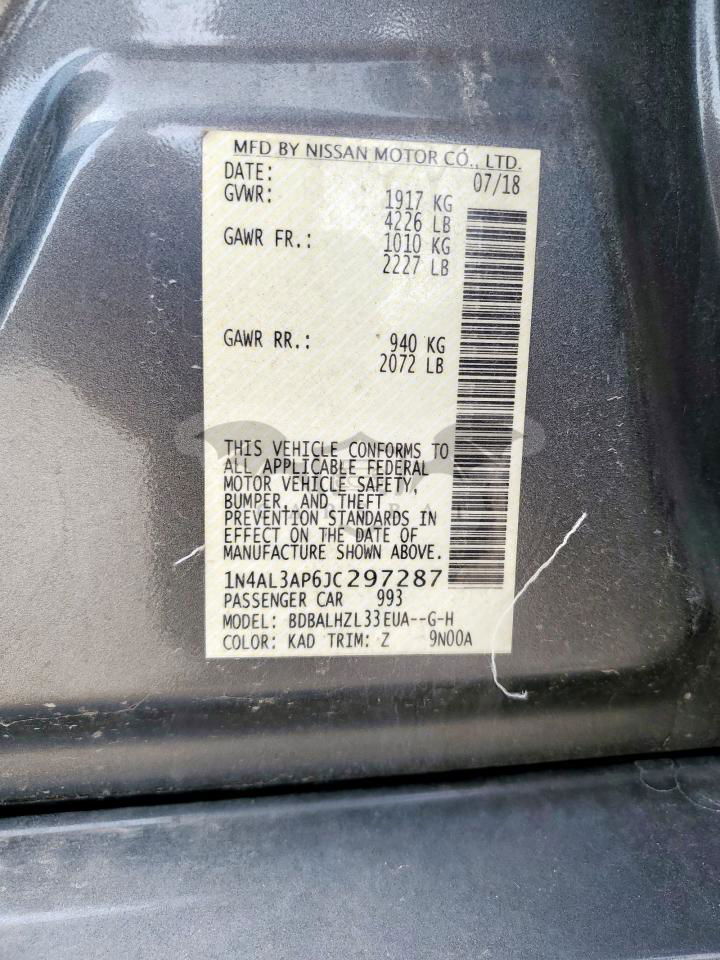 MFD BY NISSAN MOTOR CO., LTD.
DATE: 07/18
GVWR: 1917 KG
4226 LB
GAWR FR.: 1010 KG
2227 LB
GAWR RR.: 940 KG
2072 LB
THIS VEHICLE CONFORMS TO
ALL APPLICABLE FEDERAL
MOTOR VEHICLE SAFETY,
BUMPER, AND THEFT
PREVENTION STANDARDS IN
EFFECT ON THE DATE OF
MANUFACTURE SHOWN ABOVE.
1N4AL3AP6JC297287
PASSENGER CAR 993
MODEL: BDBALHZL33EUA--G-H
COLOR: KAD TRIM: Z 9N00A